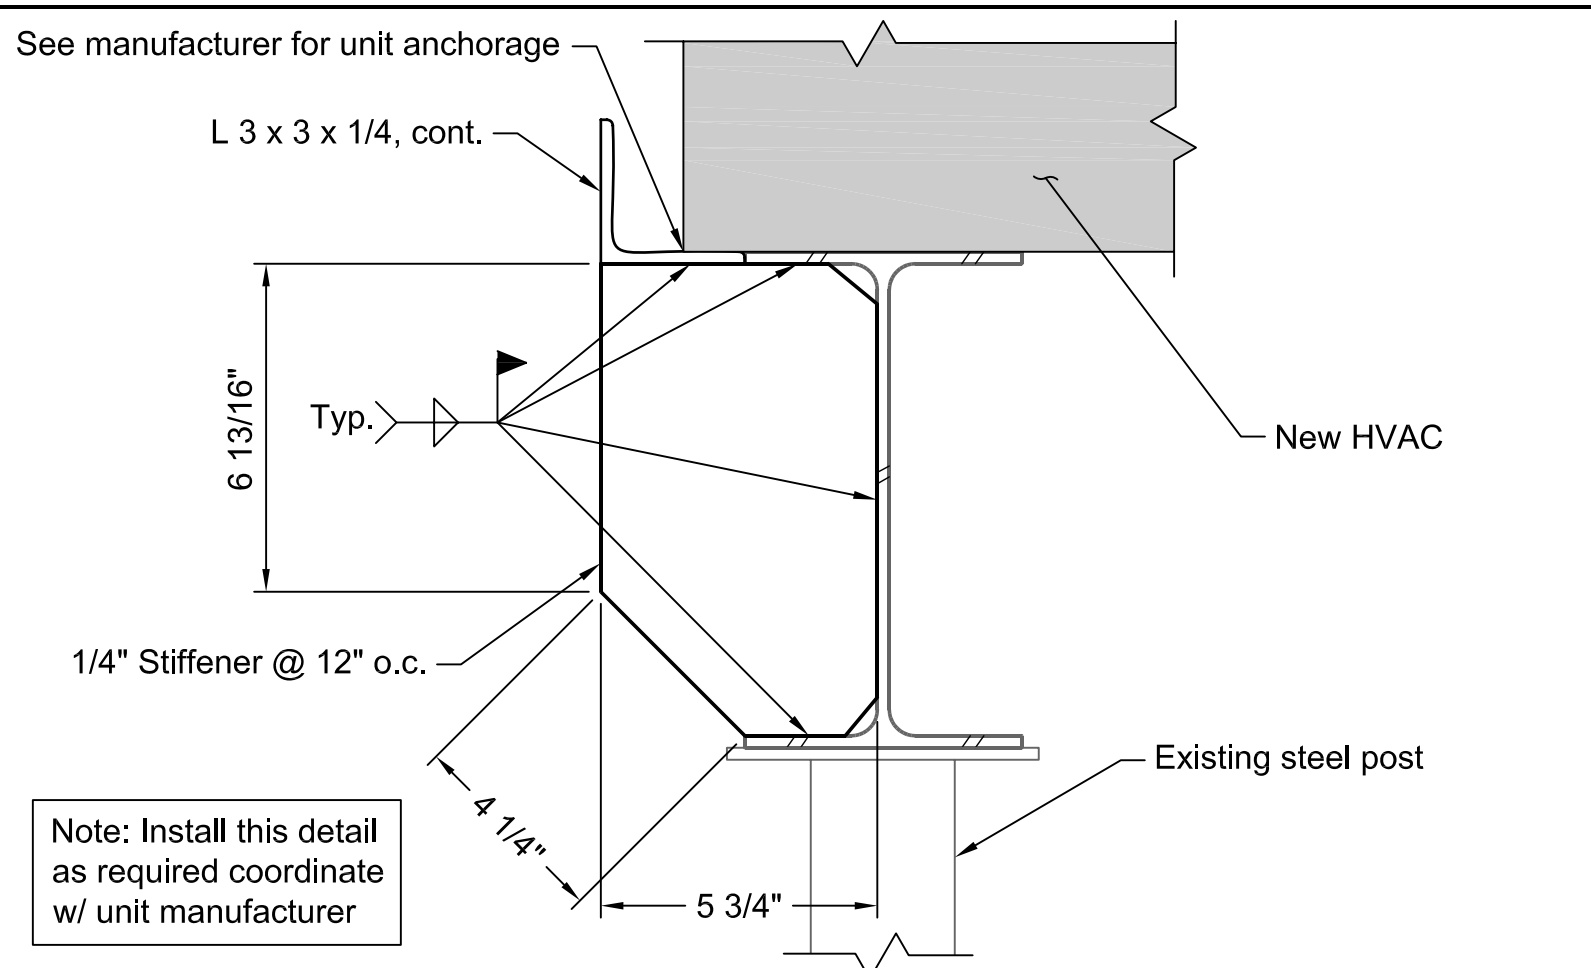 See manufacturer for unit anchorage
L 3 x 3 x 1/4, cont.
6 13/16"
Typ.
New HVAC
1/4" Stiffener @ 12" o.c.
Existing steel post
4 1/4"
5 3/4"
Note: Install this detail
as required coordinate
w/ unit manufacturer